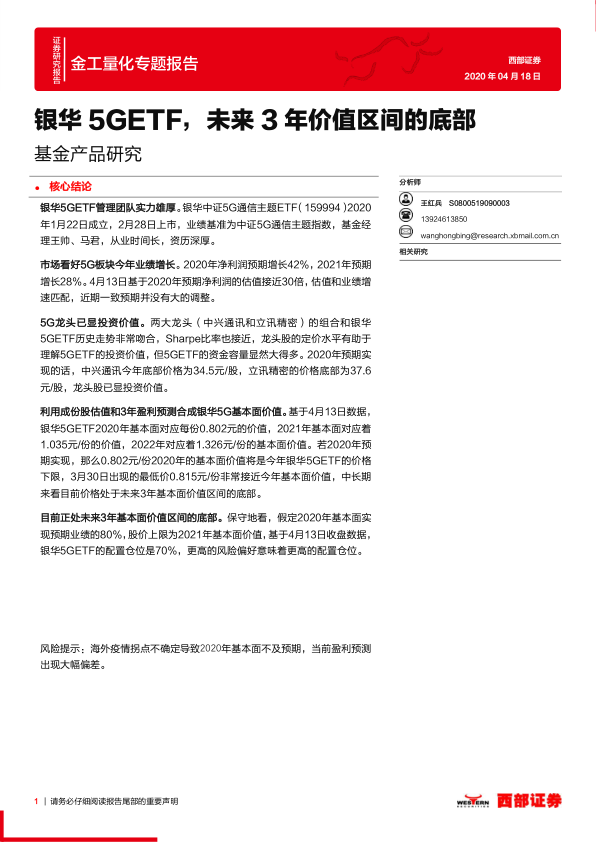 证券研究报告
金工量化专题报告
西部证券
2020 年 04 月 18 日
银华 5GETF，未来 3 年价值区间的底部
基金产品研究
• 核心结论
银华5GETF管理团队实力雄厚。银华中证5G通信主题ETF（159994）2020
年1月22日成立，2月28日上市，业绩基准为中证5G通信主题指数，基金经
理王帅、马君，从业时间长，资历深厚。
市场看好5G板块今年业绩增长。2020年净利润预期增长42%，2021年预期
增长28%。4月13日基于2020年预期净利润的估值接近30倍，估值和业绩增
速匹配，近期一致预期并没有大的调整。
5G龙头已显投资价值。两大龙头（中兴通讯和立讯精密）的组合和银华
5GETF历史走势非常吻合，Sharpe比率也接近，龙头股的定价水平有助于
理解5GETF的投资价值，但5GETF的资金容量显然大得多。2020年预期实
现的话，中兴通讯今年底部价格为34.5元/股，立讯精密的价格底部为37.6
元/股，龙头股已显投资价值。
利用成份股估值和3年盈利预测合成银华5G基本面价值。基于4月13日数据，
银华5GETF2020年基本面对应每份0.802元的价值，2021年基本面对应着
1.035元/份的价值，2022年对应着1.326元/份的基本面价值。若2020年预
期实现，那么0.802元/份2020年的基本面价值将是今年银华5GETF的价格
下限，3月30日出现的最低价0.815元/份非常接近今年基本面价值，中长期
来看目前价格处于未来3年基本面价值区间的底部。
目前正处未来3年基本面价值区间的底部。保守地看，假定2020年基本面实
现预期业绩的80%，股价上限为2021年基本面价值，基于4月13日收盘数据，
银华5GETF的配置仓位是70%，更高的风险偏好意味着更高的配置仓位。
风险提示：海外疫情拐点不确定导致2020年基本面不及预期，当前盈利预测
出现大幅偏差。
分析师
王红兵 S0800519090003
13924613850
wanghongbing@research.xbmail.com.cn
相关研究
1 | 请务必仔细阅读报告尾部的重要声明
WESTERN
SECURITIES
西部证券